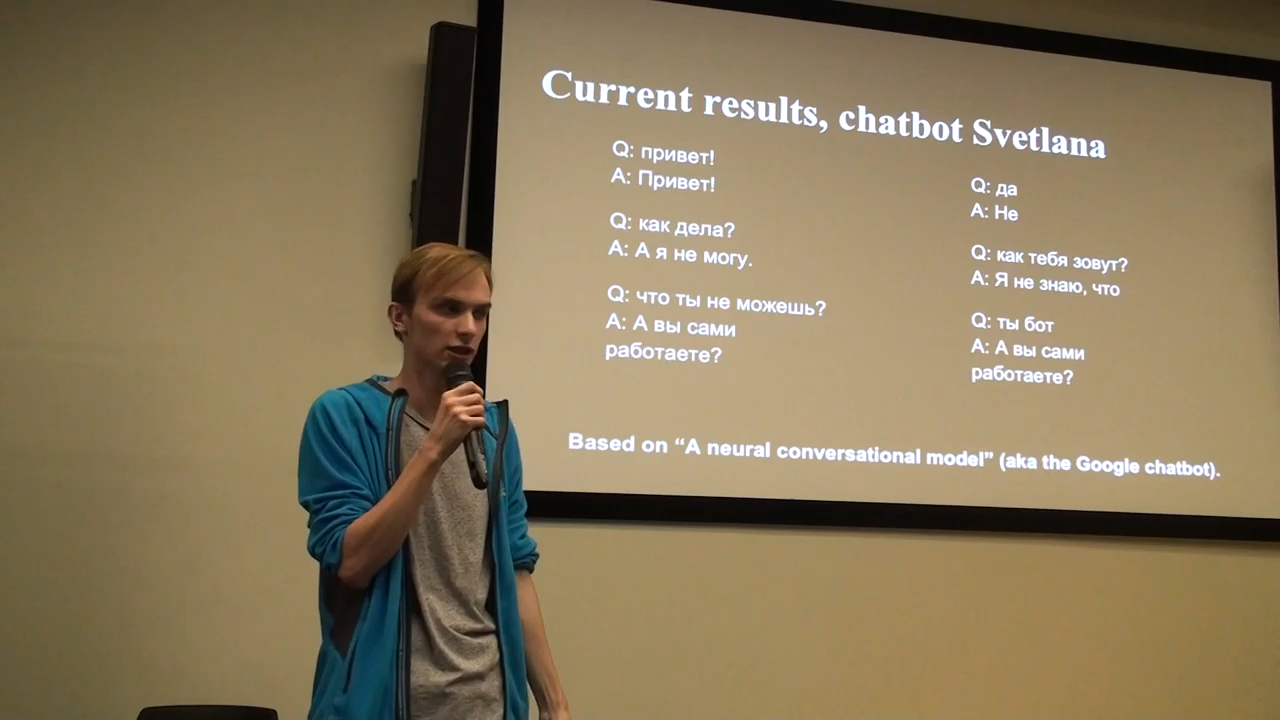 Current results, chatbot Svetlana
Q: привет!
A: Привет!
Q: как дела?
A: А я не могу.
Q: что ты не можешь?
A: А вы сами
работаете?
Q: да
A: Не
Q: как тебя зовут?
A: Я не знаю, что
Q: ты бот
A: А вы сами
работаете?
Based on “A neural conversational model” (aka the Google chatbot).